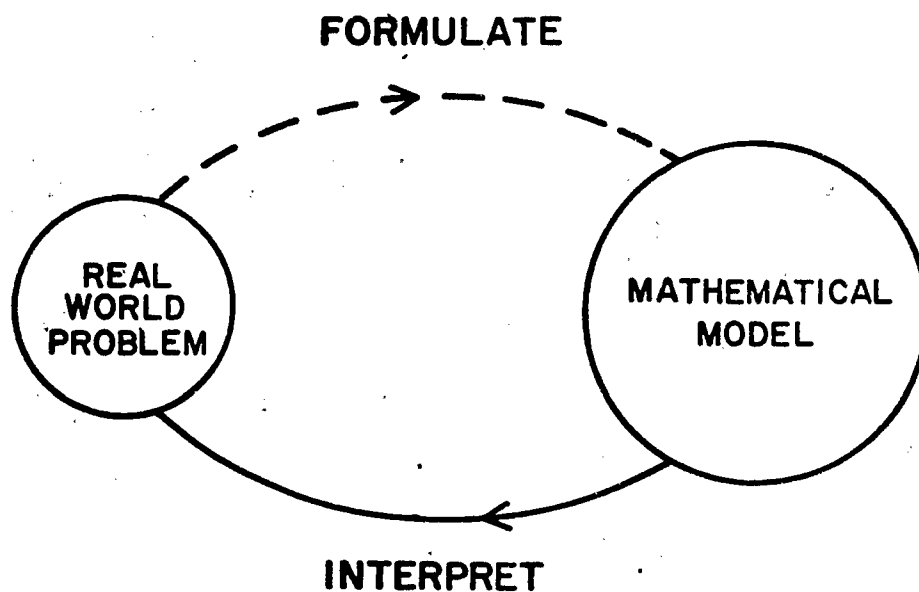 FORMULATE
REAL
WORLD
PROBLEM
MATHEMATICAL
MODEL
INTERPRET